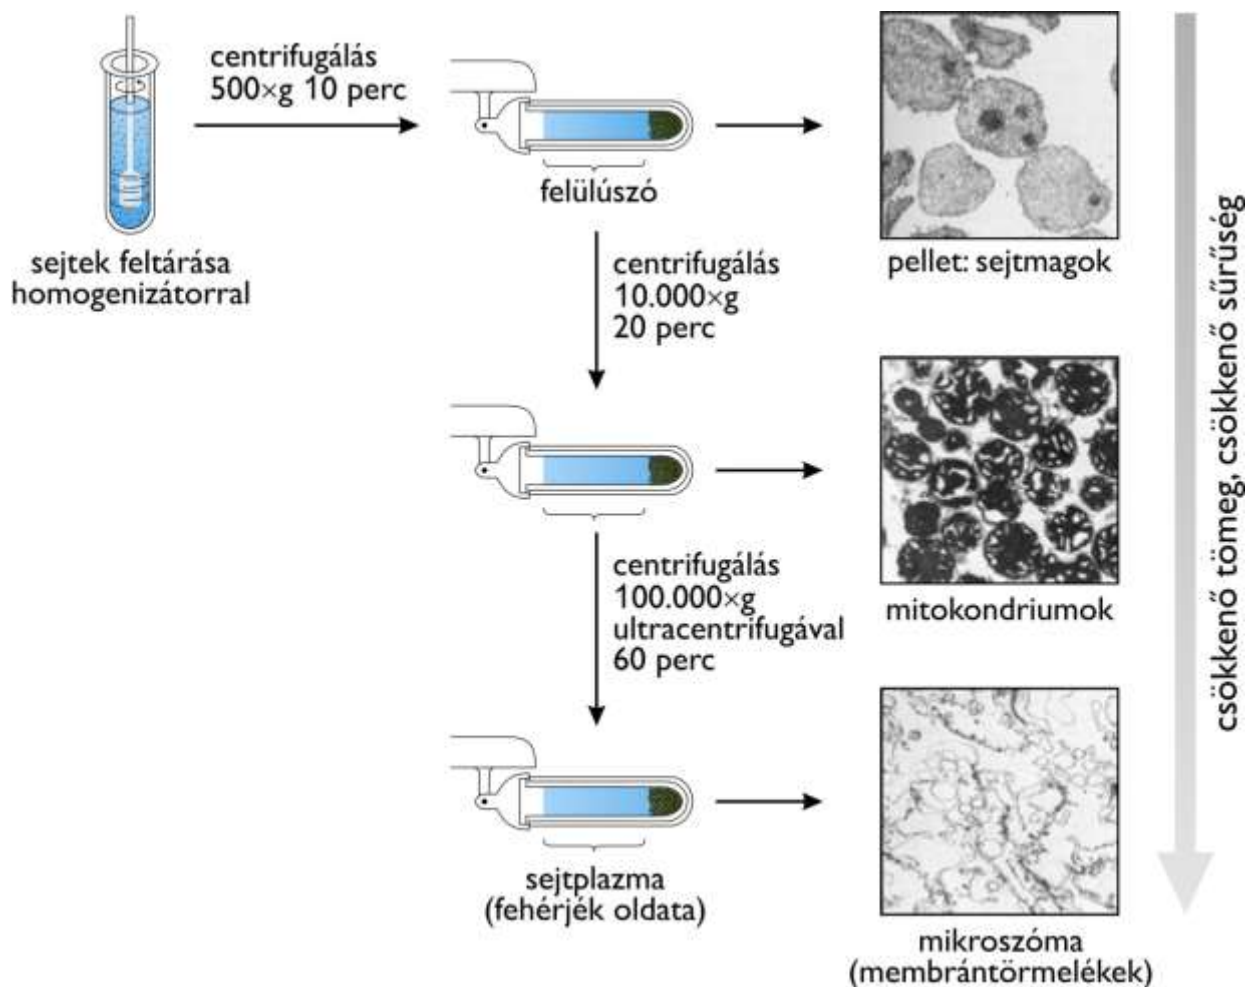 centrifugálás
500×g 10 perc
felülúszó
sejtek feltárása
homogenizátorral
pellet: sejtmagok
centrifugálás
10.000×g
20 perc
mitokondriumok
centrifugálás
100.000×g
ultracentrifugával
60 perc
sejtplazma
(fehérjék oldata)
mikroszóma
(membrántörmelékek)
csökkenő tömeg, csökkenő sűrűség